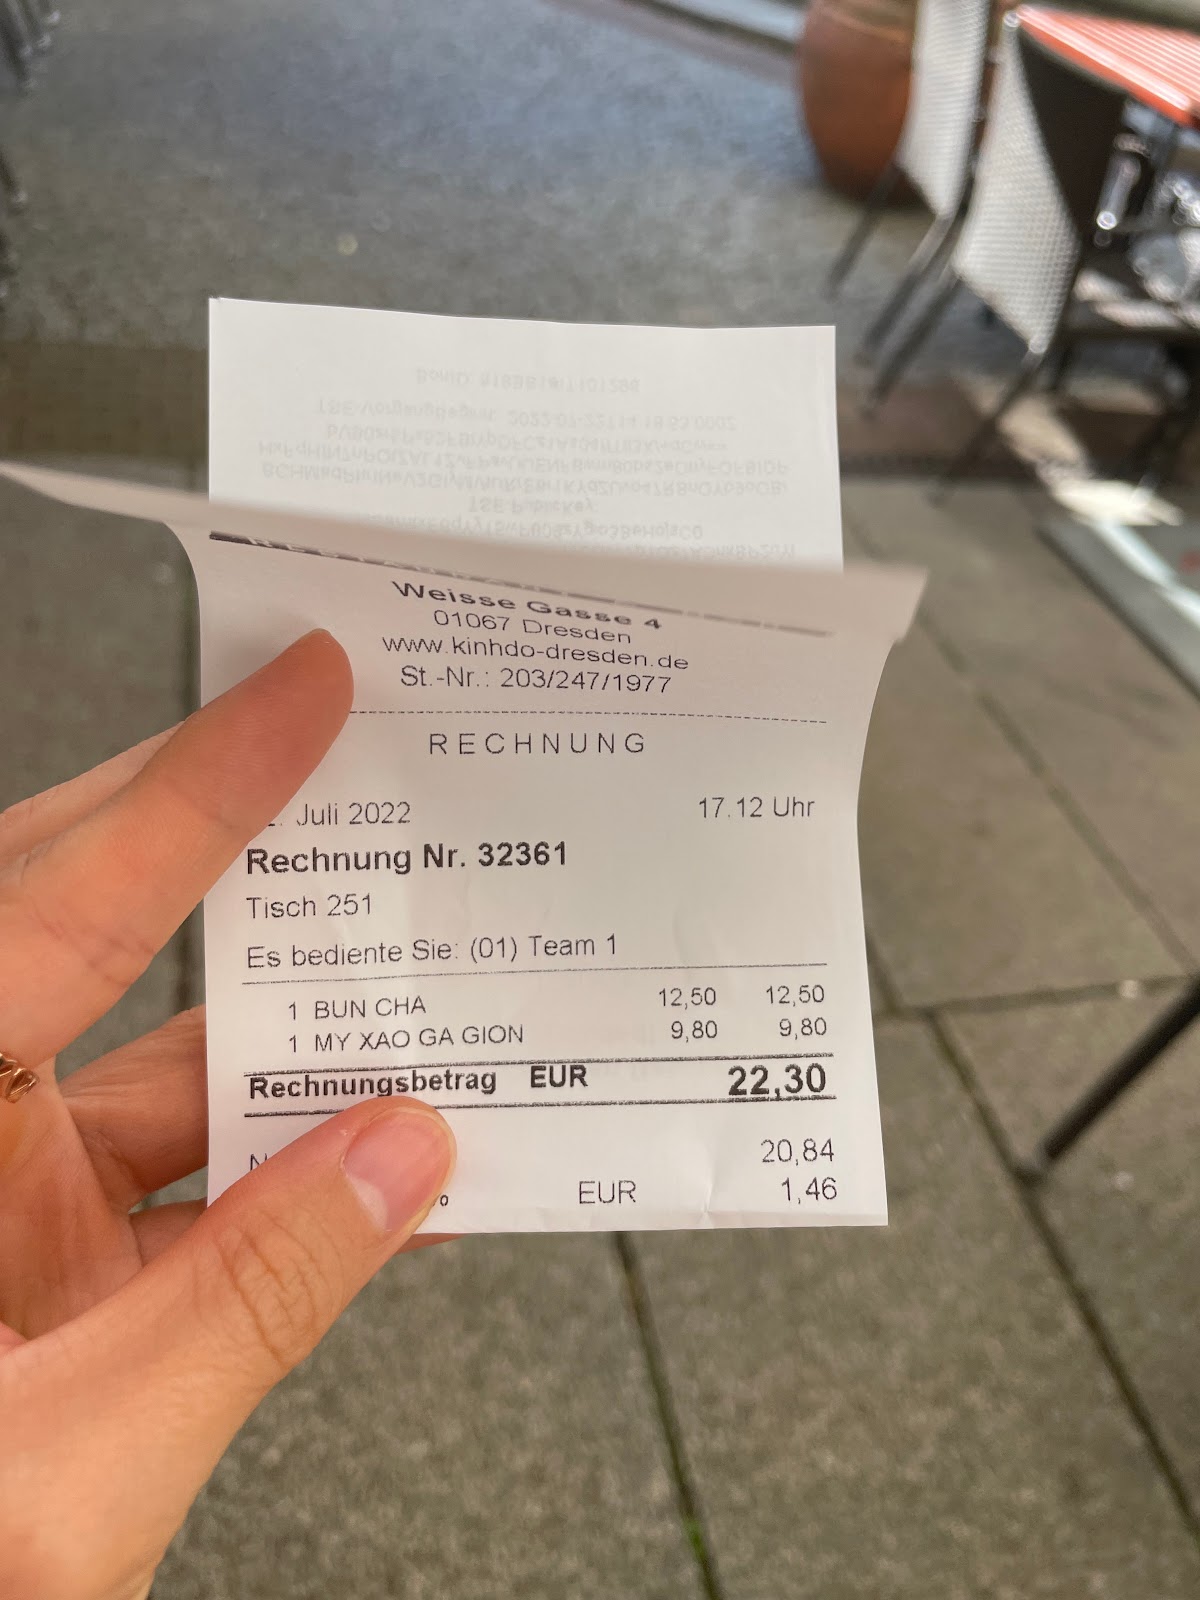 Weisse Gasse 4
01067 Dresden
www.kinhdo-dresden.de
St.-Nr.: 203/247/1977
RECHNUNG
Juli 2022 17.12 Uhr
Rechnung Nr. 32361
Tisch 251
Es bediente Sie: (01) Team 1
1 BUN CHA 12,50 12,50
1 MY XAO GA GION 9,80 9,80
Rechnungsbetrag EUR 22,30
20,84
% EUR 1,46